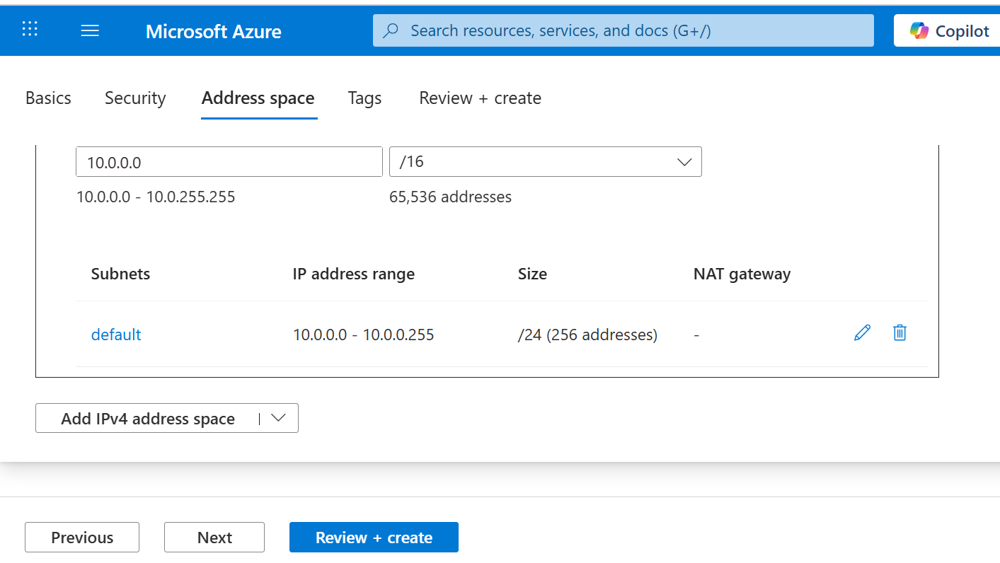 Microsoft Azure Search resources, services, and docs (G+/) Copilot
Basics Security Address space Tags Review + create
10.0.0.0 /16
10.0.0.0 - 10.0.255.255 65,536 addresses
Subnets IP address range Size NAT gateway
default 10.0.0.0 - 10.0.0.255 /24 (256 addresses) -
Add IPv4 address space
Previous Next Review + create